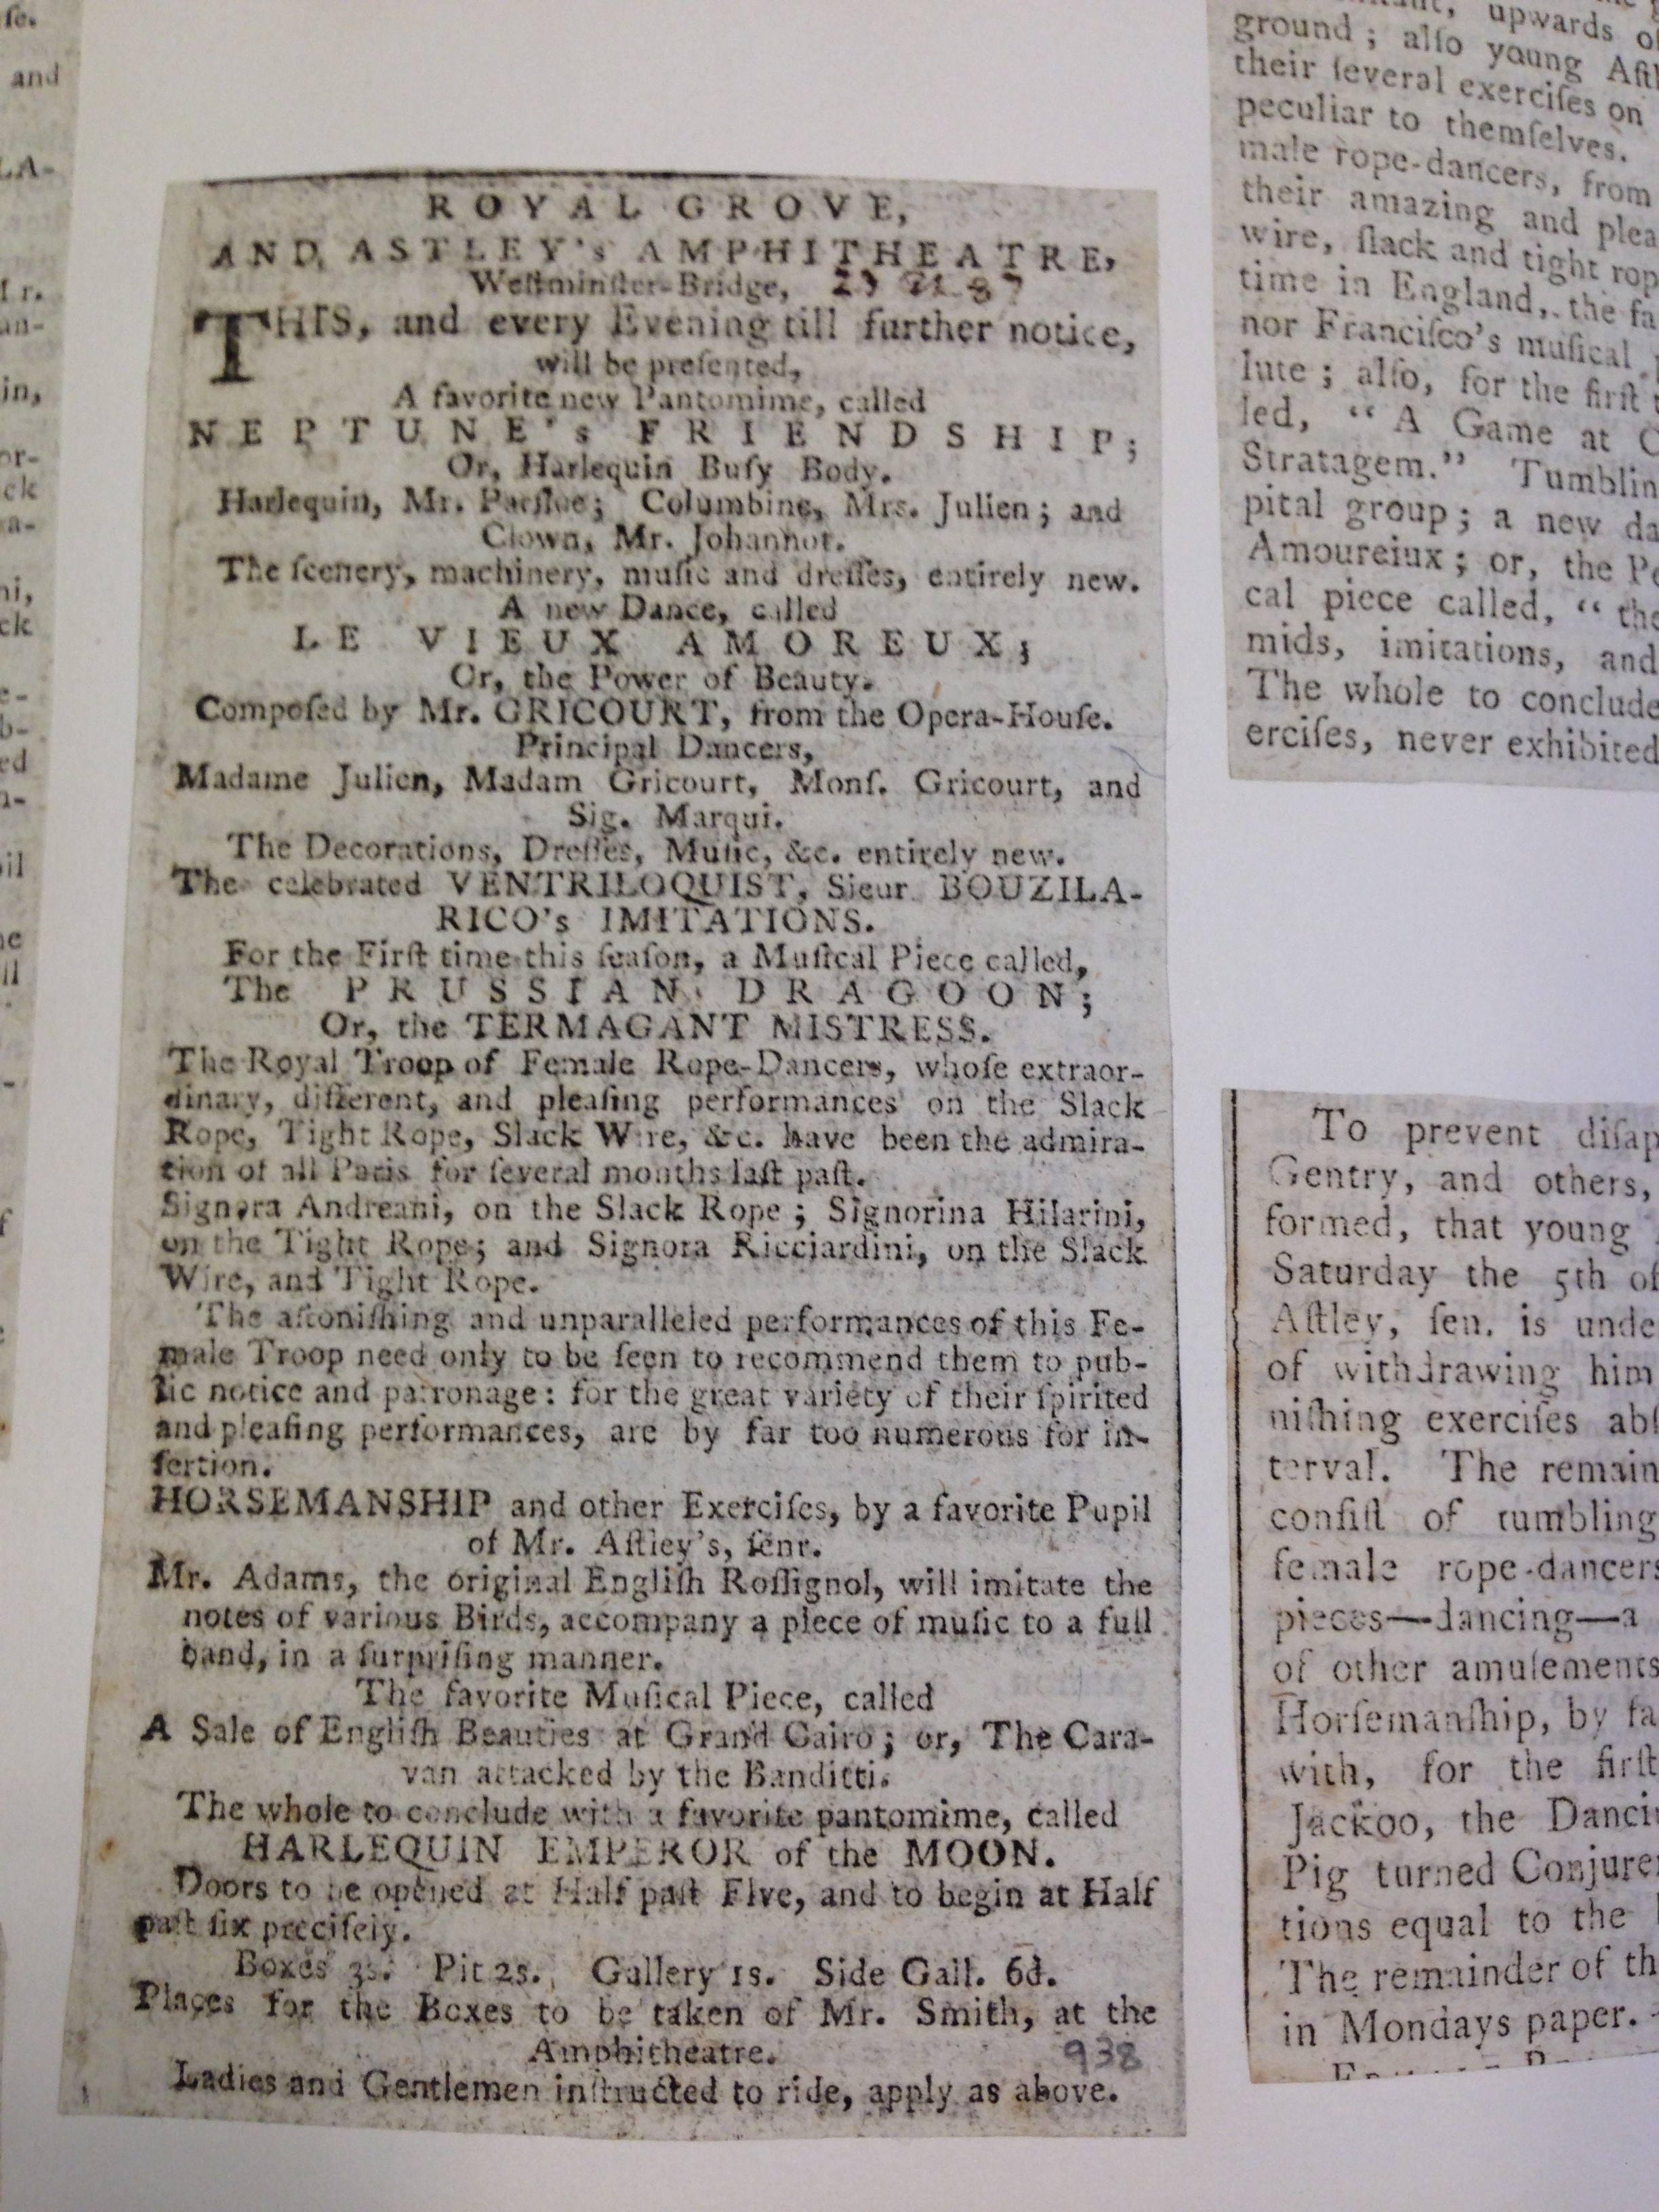 ROYAL GROVE,
AND ASTLEY's AMPHITHEATRE,
Weſtminſter-Bridge,
THIS, and every Evening till further notice,
will be preſented,
A favorite new Pantomime, called
NEPTUNE's FRIENDSHIP;
Or, Harlequin Buſy Body.
Harlequin, Mr. Parſloe; Columbine, Mrs. Julien; and
Clown, Mr. Johannot.
The ſcenery, machinery, muſic and dreſſes, entirely new.
A new Dance, called
LE VIEUX AMOREUX;
Or, the Power of Beauty.
Compoſed by Mr. GRICOURT, from the Opera-Houſe.
Principal Dancers,
Madame Julien, Madam Gricourt, Monſ. Gricourt, and
Sig. Marqui.
The Decorations, Dreſſes, Muſic, &c. entirely new.
The celebrated VENTRILOQUIST, Sieur BOUZILA-
RICO's IMITATIONS.
For the Firſt time this ſeaſon, a Muſical Piece called,
The PRUSSIAN DRAGOON;
Or, the TERMAGANT MISTRESS.
The Royal Troop of Female Rope-Dancers, whoſe extraor-
dinary, different, and pleaſing performances on the Slack
Rope, Tight Rope, Slack Wire, &c. have been the admira-
tion of all Paris for ſeveral months laſt paſt.
Signora Andreani, on the Slack Rope; Signorina Hilarini,
on the Tight Rope; and Signora Ricciardini, on the Slack
Wire, and Tight Rope.
The aſtoniſhing and unparalleled performances of this Fe-
male Troop need only to be ſeen to recommend them to pub-
lic notice and patronage: for the great variety of their ſpirited
and pleaſing performances, are by far too numerous for in-
ſertion.
HORSEMANSHIP and other Exerciſes, by a favorite Pupil
of Mr. Aſtley's, ſenr.
Mr. Adams, the original Engliſh Roſſignol, will imitate the
notes of various Birds, accompany a piece of muſic to a full
band, in a ſurpriſing manner.
The favorite Muſical Piece, called
A Sale of Engliſh Beauties at Grand Cairo; or, The Cara-
van attacked by the Banditti.
The whole to conclude with a favorite pantomime, called
HARLEQUIN EMPEROR of the MOON.
Doors to be opened at Half paſt Five, and to begin at Half
paſt ſix preciſely.
Boxes 3s. Pit 2s. Gallery 1s. Side Gall. 6d.
Places for the Boxes to be taken of Mr. Smith, at the
Amphitheatre.
938
Ladies and Gentlemen inſtructed to ride, apply as above.
upwards
ground; alſo young
their ſeveral exerciſes on
peculiar to themſelves.
male rope-dancers, from
their amazing and plea
wire, ſlack and tight rop
time in England, the fa
nor Franciſco's muſical
lute; alſo, for the firſt
led, "A Game at C
Stratagem." Tumblin
pital group; a new da
Amoureiux; or, the Pe
cal piece called, "the
mids, imitations, and
The whole to conclude
erciſes, never exhibited
To prevent diſap
Gentry, and others,
formed, that young
Saturday the 5th of
Aſtley, ſen. is unde
of withdrawing him
niſhing exerciſes abſ
terval. The remain
conſiſt of tumbling
female rope-dancers
pieces—dancing—a
of other amuſements
Horſemanſhip, by fa
with, for the firſt
Jackoo, the Danci
Pig turned Conjurer
tions equal to the
The remainder of th
in Mondays paper.